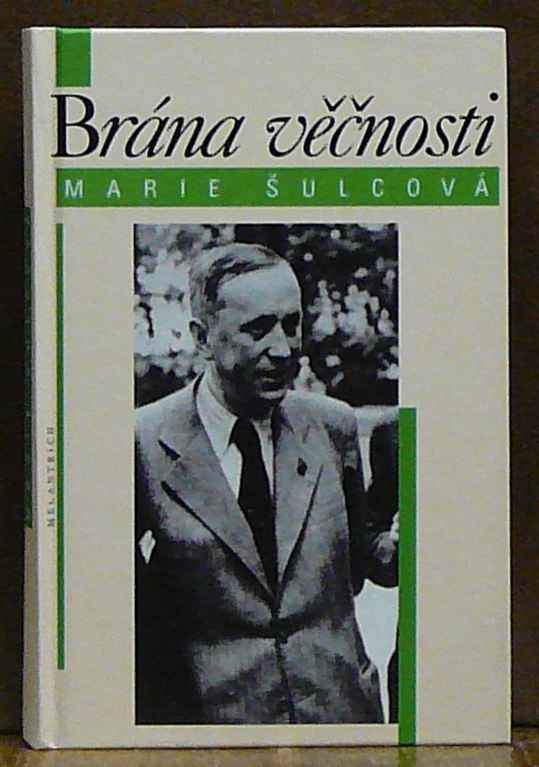 Brána věčnosti
MARIE ŠULCOVÁ
MELANTRICH